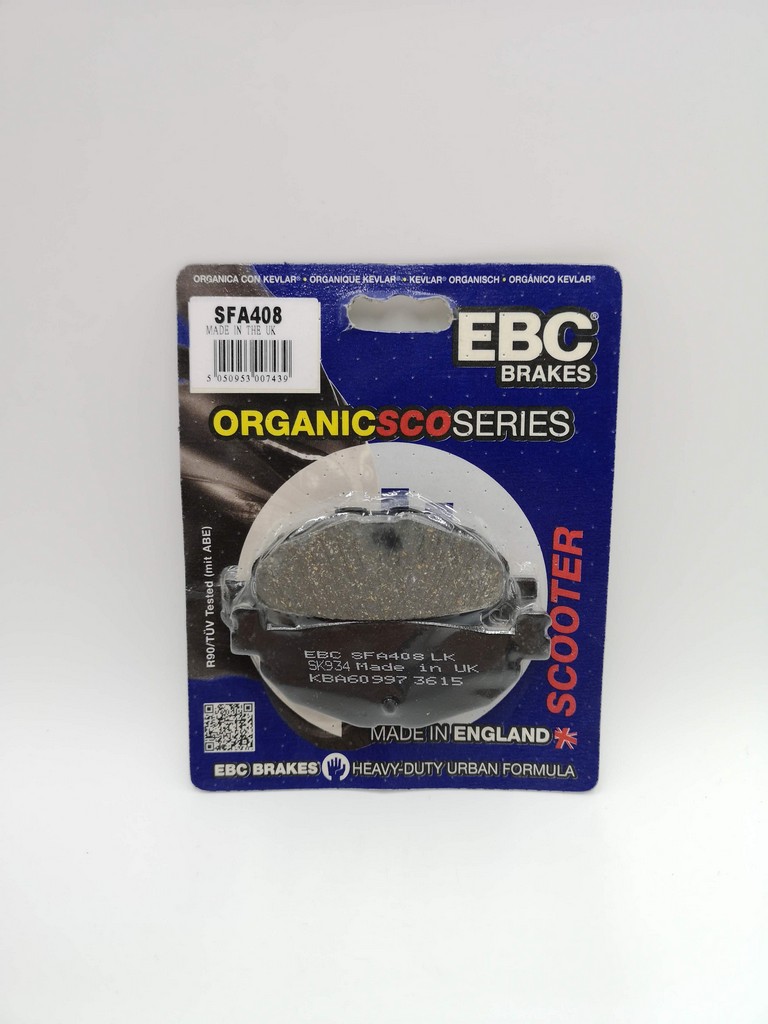 ORGANICA CON KEVLAR® • ORGANIQUE KEVLAR® • KEVLAR® ORGANISCH • ORGÂNICO KEVLAR®
SFA408
MADE IN THE UK
5 050953 007439
EBC®
BRAKES
ORGANICSCOSERIES
R90/TÜV Tested (mit ABE)
SCOOTER
EBC SFA408 LK
SK934 Made in UK
KBA60997 3615
MADE IN ENGLAND
EBC BRAKES HEAVY-DUTY URBAN FORMULA